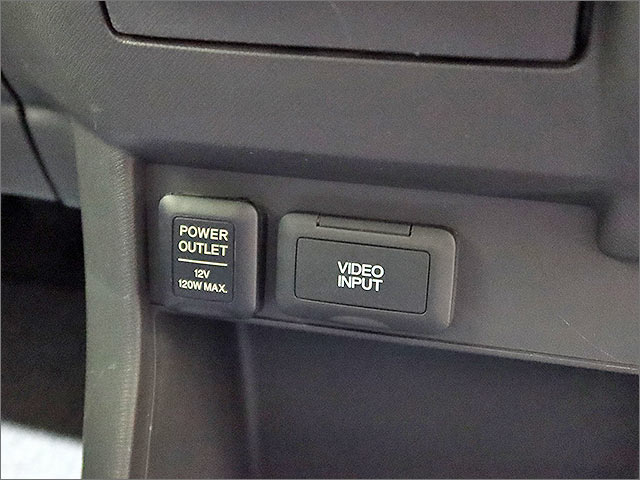 POWER
OUTLET
12V
120W MAX.
VIDEO
INPUT